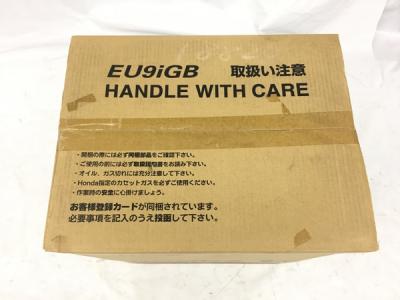 EU9iGB 取扱い注意
HANDLE WITH CARE
・開梱の際には必ず同梱部品をご確認下さい。
・ご使用の前には必ず取扱説明書をお読み下さい。
・オイル、ガス切れには充分注意して下さい。
・Honda指定のカセットガスを必ずご使用ください。
・作業時の安全に心掛けましょう。
お客様登録カードが同梱されています。
必要事項を記入のうえ投函して下さい。